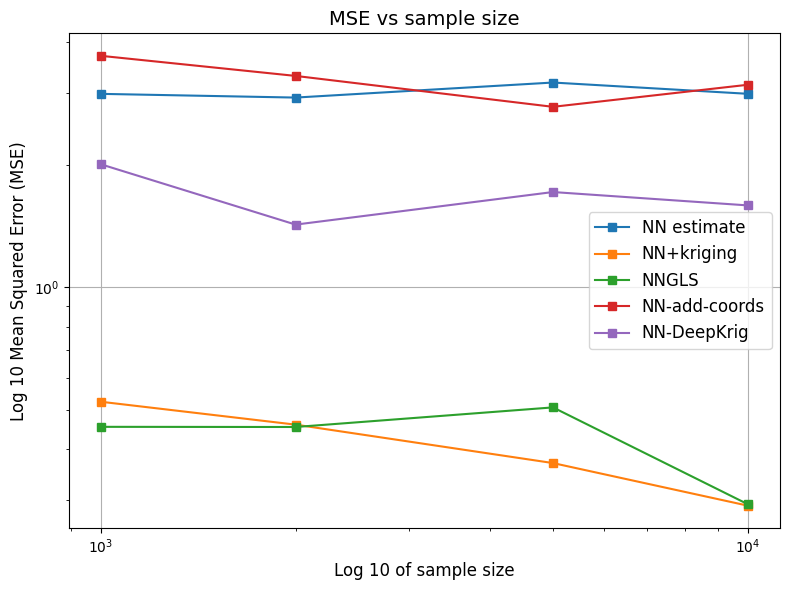 MSE vs sample size
Log 10 Mean Squared Error (MSE)
10⁰
NN estimate
NN+kriging
NNGLS
NN-add-coords
NN-DeepKrig
10³
10⁴
Log 10 of sample size